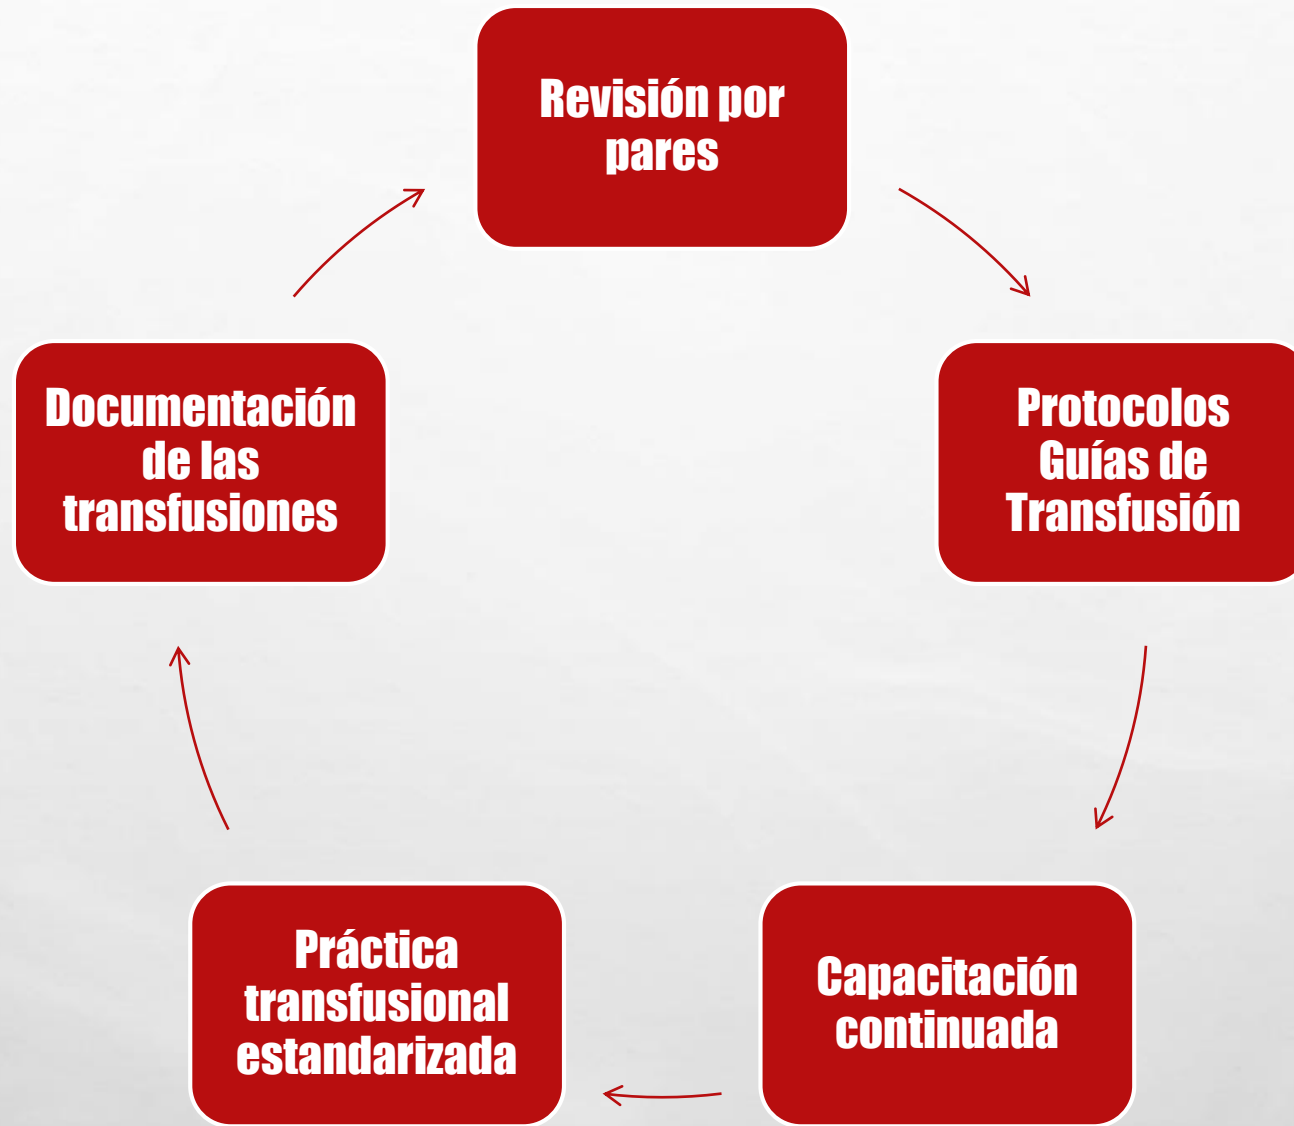 Revisión por
pares
Protocolos
Guías de
Transfusión
Capacitación
continuada
Práctica
transfusional
estandarizada
Documentación
de las
transfusiones